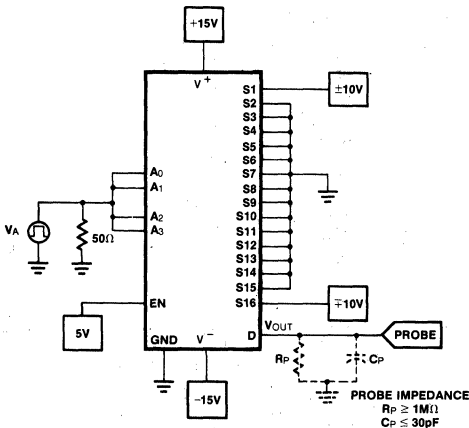 +15V
V+
S1
±10V
S2
S3
S4
S5
S6
S7
S8
S9
S10
S11
S12
S13
S14
S15
S16
∓10V
A0
A1
A2
A3
VA
50Ω
EN
5V
GND
V−
D
VOUT
PROBE
RP
CP
−15V
PROBE IMPEDANCE
RP ≥ 1MΩ
CP ≤ 30pF